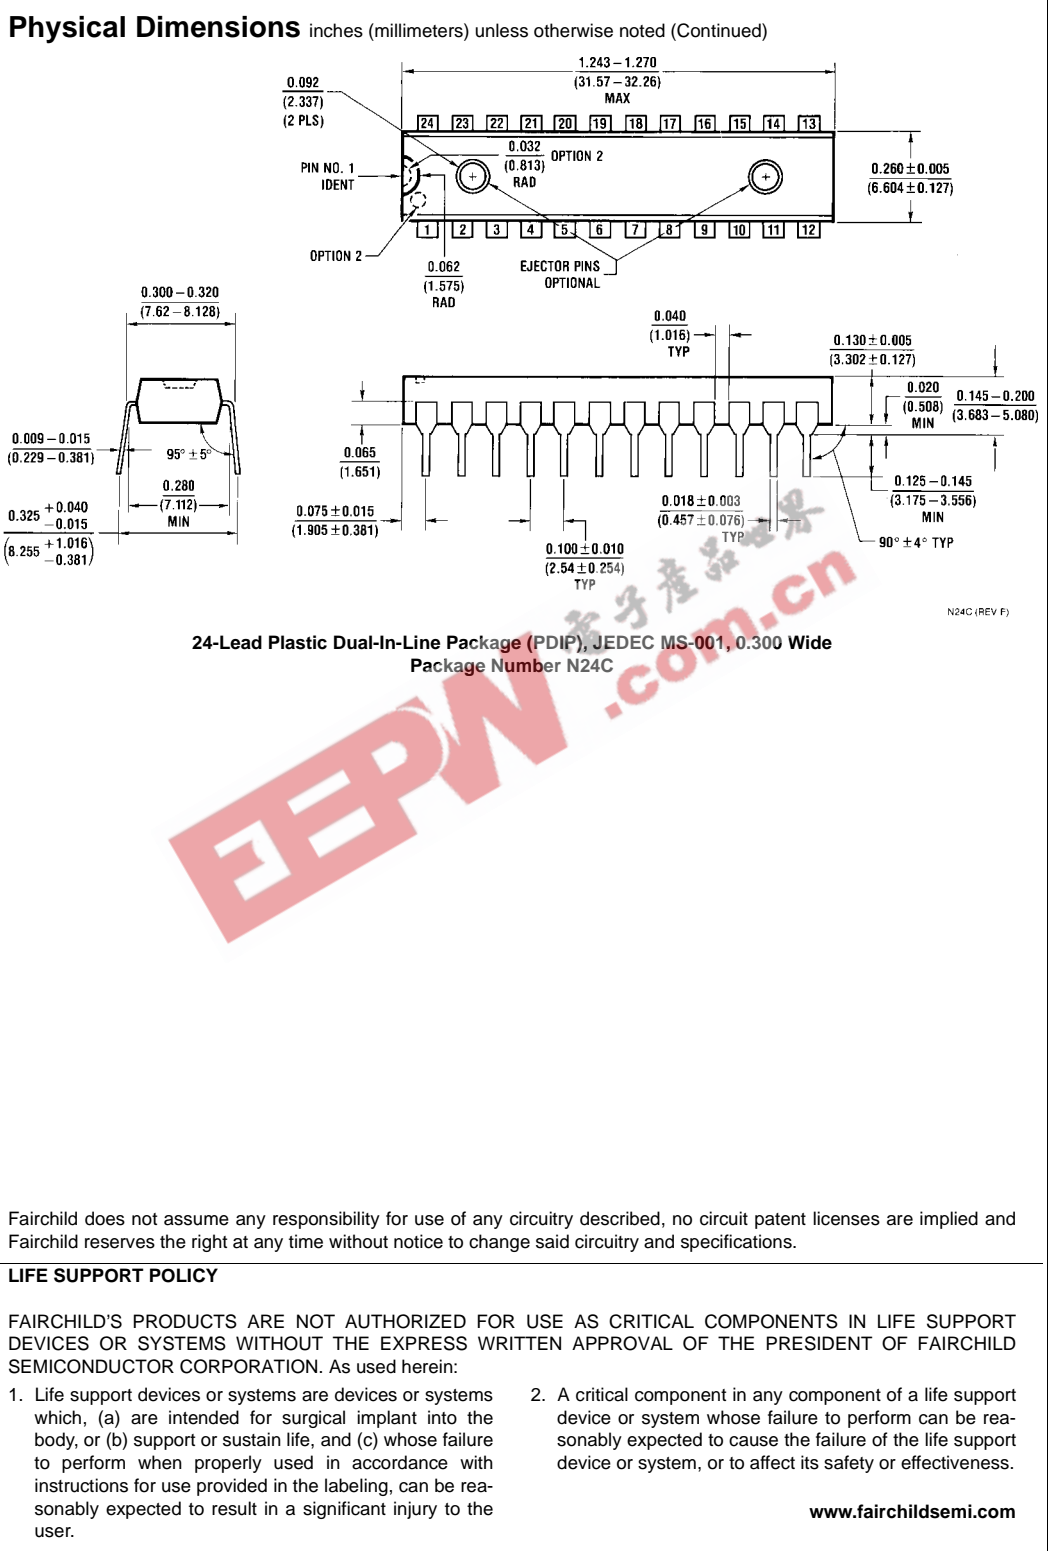 Physical Dimensions inches (millimeters) unless otherwise noted (Continued)
1.243 – 1.270
(31.57 – 32.26)
MAX
0.092
(2.337)
(2 PLS)
24 23 22 21 20 19 18 17 16 15 14 13
0.032
(0.813)
RAD
OPTION 2
PIN NO. 1
IDENT
0.260 ± 0.005
(6.604 ± 0.127)
1 2 3 4 5 6 7 8 9 10 11 12
OPTION 2
0.062
(1.575)
RAD
EJECTOR PINS
OPTIONAL
0.300 – 0.320
(7.62 – 8.128)
0.040
(1.016)
TYP
0.130 ± 0.005
(3.302 ± 0.127)
0.020
(0.508)
MIN
0.145 – 0.200
(3.683 – 5.080)
0.009 – 0.015
(0.229 – 0.381)
95° ± 5°
0.065
(1.651)
0.280
(7.112)
MIN
0.125 – 0.145
(3.175 – 3.556)
MIN
0.325 +0.040
–0.015
(8.255 +1.016)
–0.381
0.075 ± 0.015
(1.905 ± 0.381)
0.018 ± 0.003
(0.457 ± 0.076)
TYP
0.100 ± 0.010
(2.54 ± 0.254)
TYP
90° ± 4° TYP
N24C (REV F)
24-Lead Plastic Dual-In-Line Package (PDIP), JEDEC MS-001, 0.300 Wide
Package Number N24C
EEPW
.com.cn
電子產品世界
Fairchild does not assume any responsibility for use of any circuitry described, no circuit patent licenses are implied and
Fairchild reserves the right at any time without notice to change said circuitry and specifications.
LIFE SUPPORT POLICY
FAIRCHILD'S PRODUCTS ARE NOT AUTHORIZED FOR USE AS CRITICAL COMPONENTS IN LIFE SUPPORT
DEVICES OR SYSTEMS WITHOUT THE EXPRESS WRITTEN APPROVAL OF THE PRESIDENT OF FAIRCHILD
SEMICONDUCTOR CORPORATION. As used herein:
1. Life support devices or systems are devices or systems
which, (a) are intended for surgical implant into the
body, or (b) support or sustain life, and (c) whose failure
to perform when properly used in accordance with
instructions for use provided in the labeling, can be rea-
sonably expected to result in a significant injury to the
user.
2. A critical component in any component of a life support
device or system whose failure to perform can be rea-
sonably expected to cause the failure of the life support
device or system, or to affect its safety or effectiveness.
www.fairchildsemi.com